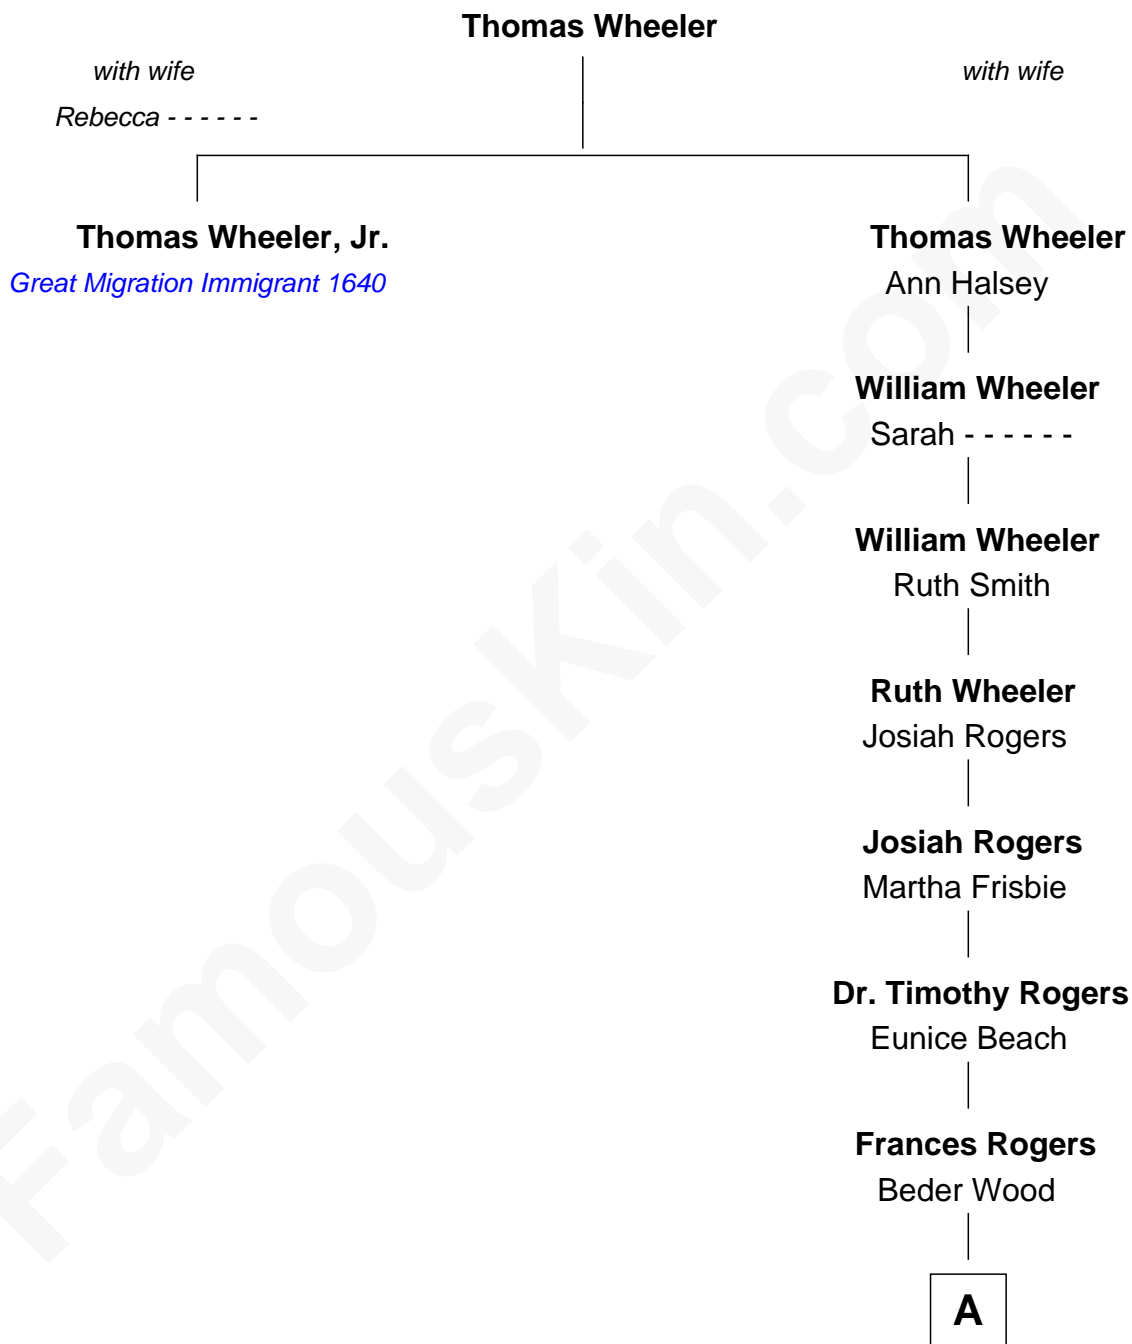 Thomas Wheeler
with wife
with wife
Rebecca - - - - - -
Thomas Wheeler, Jr.
Great Migration Immigrant 1640
Thomas Wheeler
Ann Halsey
William Wheeler
Sarah - - - - - -
William Wheeler
Ruth Smith
Ruth Wheeler
Josiah Rogers
Josiah Rogers
Martha Frisbie
Dr. Timothy Rogers
Eunice Beach
Frances Rogers
Beder Wood
A
FamousKin.com